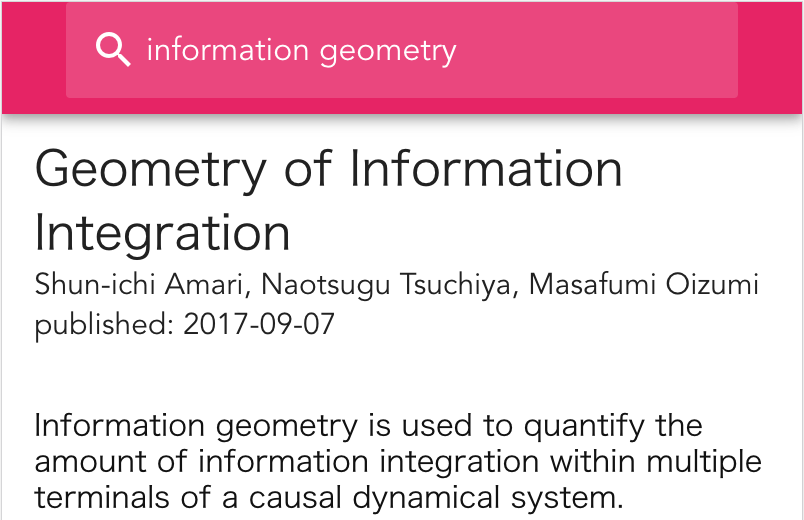 information geometry
Geometry of Information
Integration
Shun-ichi Amari, Naotsugu Tsuchiya, Masafumi Oizumi
published: 2017-09-07
Information geometry is used to quantify the
amount of information integration within multiple
terminals of a causal dynamical system.